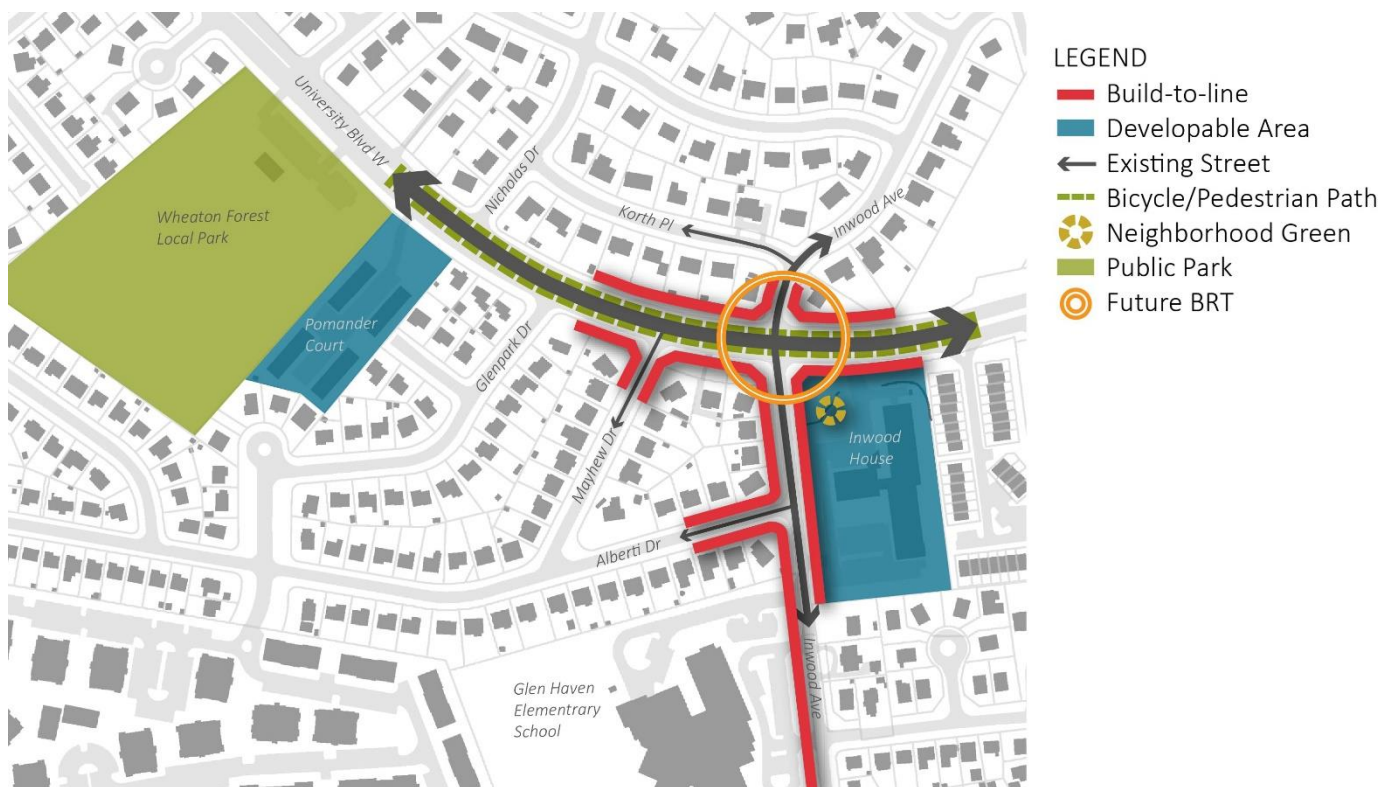 University Blvd W
Nicholas Dr
Korth Pl
Inwood Ave
Wheaton Forest
Local Park
Pomander
Court
Glenpark Dr
Mayhew Dr
Inwood
House
Alberti Dr
Glen Haven
Elementrary
School
Inwood Ave
LEGEND
Build-to-line
Developable Area
Existing Street
Bicycle/Pedestrian Path
Neighborhood Green
Public Park
Future BRT